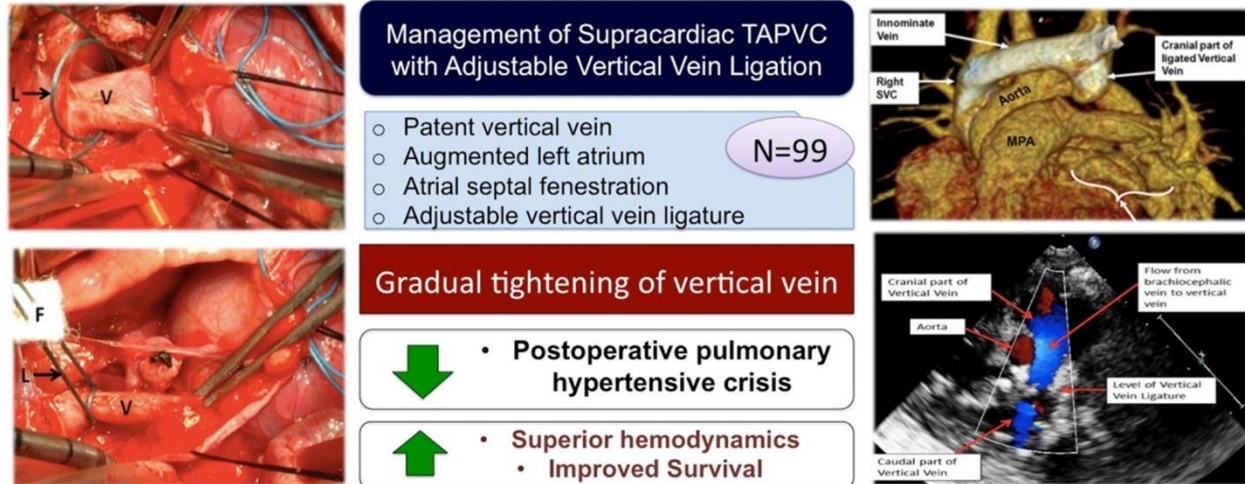 L
V
F
L
V
Management of Supracardiac TAPVC
with Adjustable Vertical Vein Ligation
○ Patent vertical vein
○ Augmented left atrium
○ Atrial septal fenestration
○ Adjustable vertical vein ligature
N=99
Gradual tightening of vertical vein
• Postoperative pulmonary
hypertensive crisis
• Superior hemodynamics
• Improved Survival
Innominate
Vein
Cranial part of
ligated Vertical
Vein
Right
SVC
Aorta
MPA
Cranial part of
Vertical Vein
Flow from
brachiocephalic
vein to vertical
vein
Aorta
Level of Vertical
Vein Ligature
Caudal part of
Vertical Vein